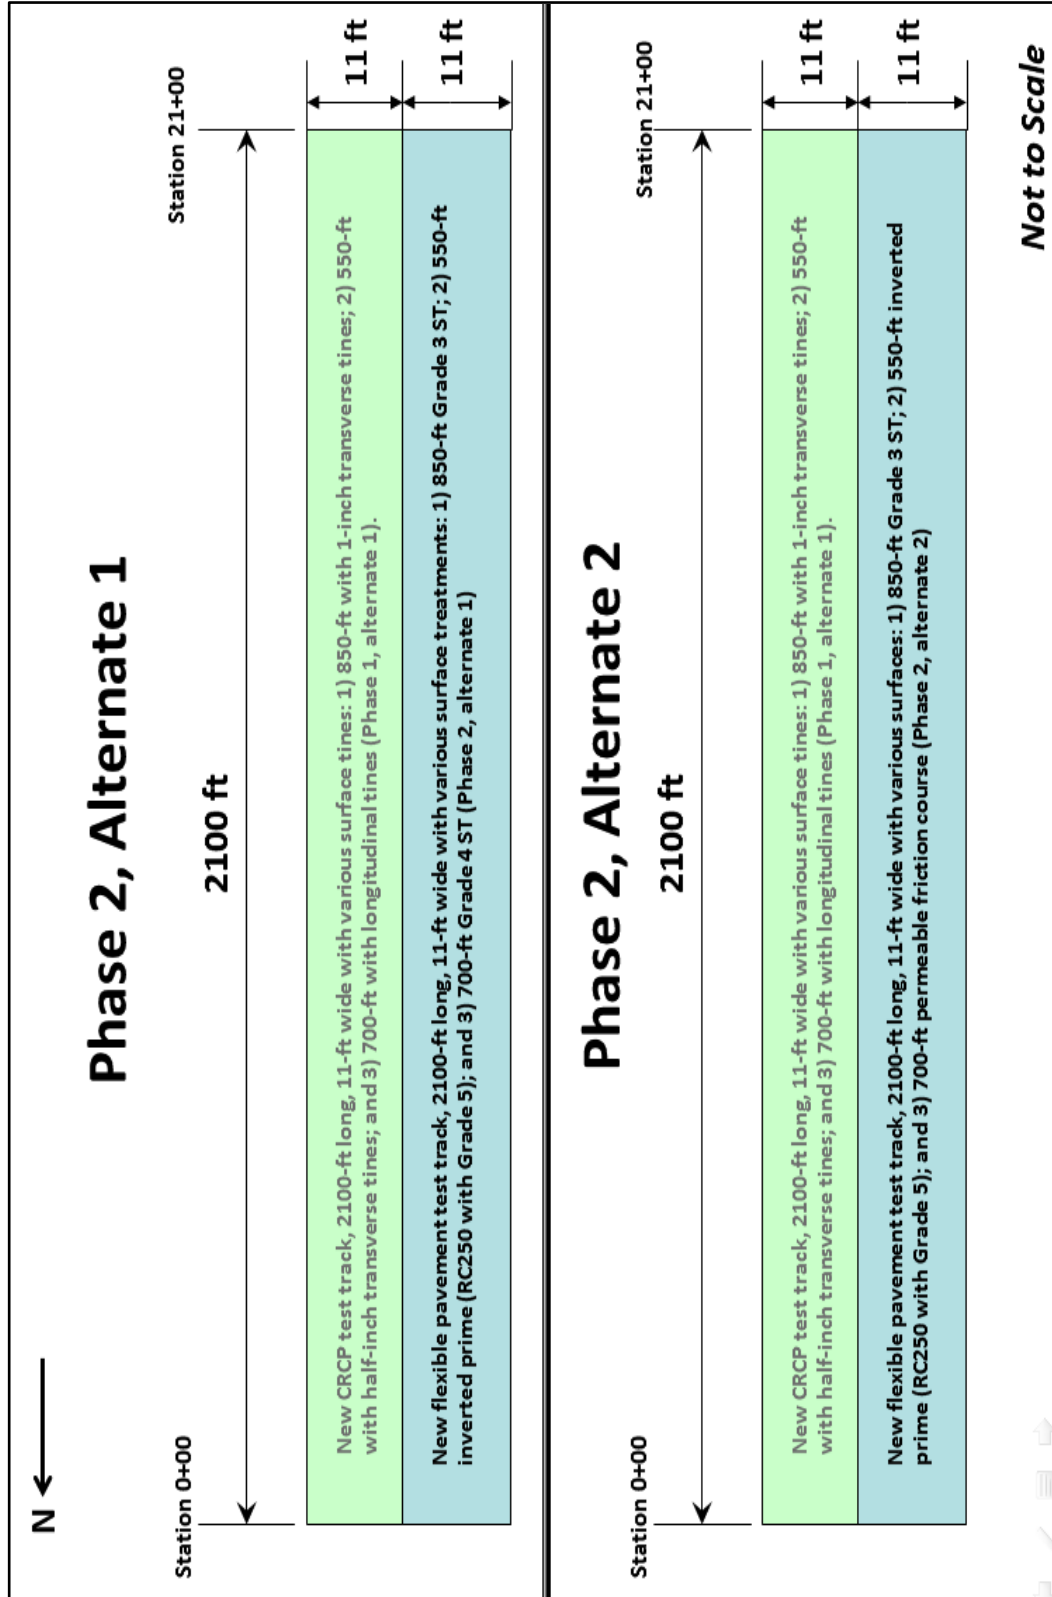 N
Phase 2, Alternate 1
2100 ft
Station 0+00
Station 21+00
11 ft
11 ft
New CRCP test track, 2100-ft long, 11-ft wide with various surface tines: 1) 850-ft with 1-inch transverse tines; 2) 550-ft
with half-inch transverse tines; and 3) 700-ft with longitudinal tines (Phase 1, alternate 1).
New flexible pavement test track, 2100-ft long, 11-ft wide with various surface treatments: 1) 850-ft Grade 3 ST; 2) 550-ft
inverted prime (RC250 with Grade 5); and 3) 700-ft Grade 4 ST (Phase 2, alternate 1)
Phase 2, Alternate 2
2100 ft
Station 0+00
Station 21+00
11 ft
11 ft
New CRCP test track, 2100-ft long, 11-ft wide with various surface tines: 1) 850-ft with 1-inch transverse tines; 2) 550-ft
with half-inch transverse tines; and 3) 700-ft with longitudinal tines (Phase 1, alternate 1).
New flexible pavement test track, 2100-ft long, 11-ft wide with various surfaces: 1) 850-ft Grade 3 ST; 2) 550-ft inverted
prime (RC250 with Grade 5); and 3) 700-ft permeable friction course (Phase 2, alternate 2)
Not to Scale